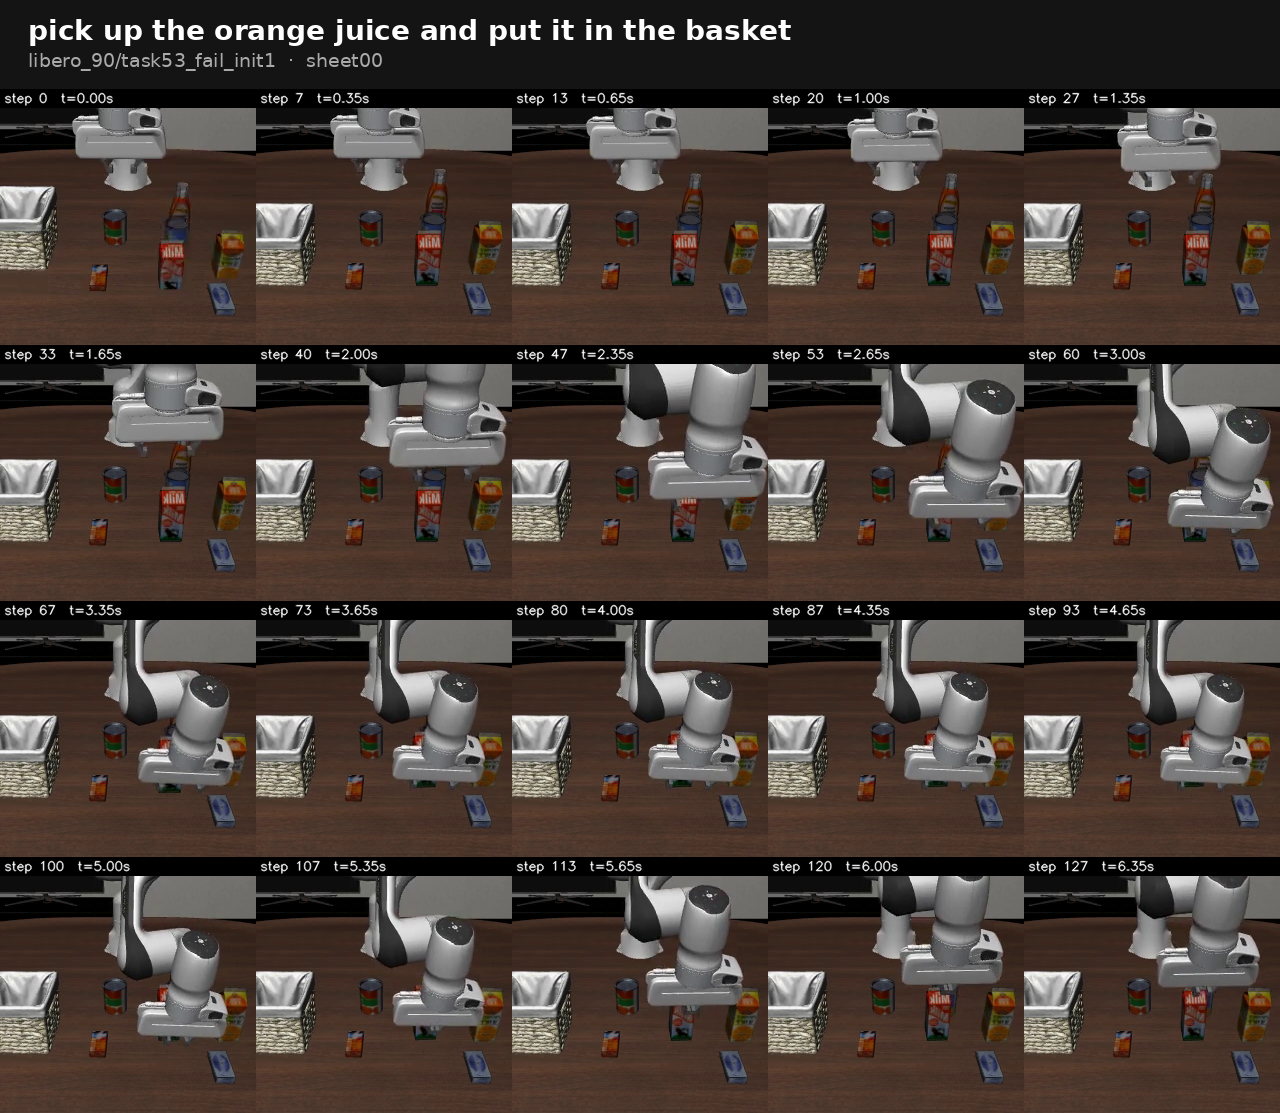 pick up the orange juice and put it in the basket
libero_90/task53_fail_init1 · sheet00
step 0 t=0.00s
step 7 t=0.35s
step 13 t=0.65s
step 20 t=1.00s
step 27 t=1.35s
step 33 t=1.65s
step 40 t=2.00s
step 47 t=2.35s
step 53 t=2.65s
step 60 t=3.00s
step 67 t=3.35s
step 73 t=3.65s
step 80 t=4.00s
step 87 t=4.35s
step 93 t=4.65s
step 100 t=5.00s
step 107 t=5.35s
step 113 t=5.65s
step 120 t=6.00s
step 127 t=6.35s